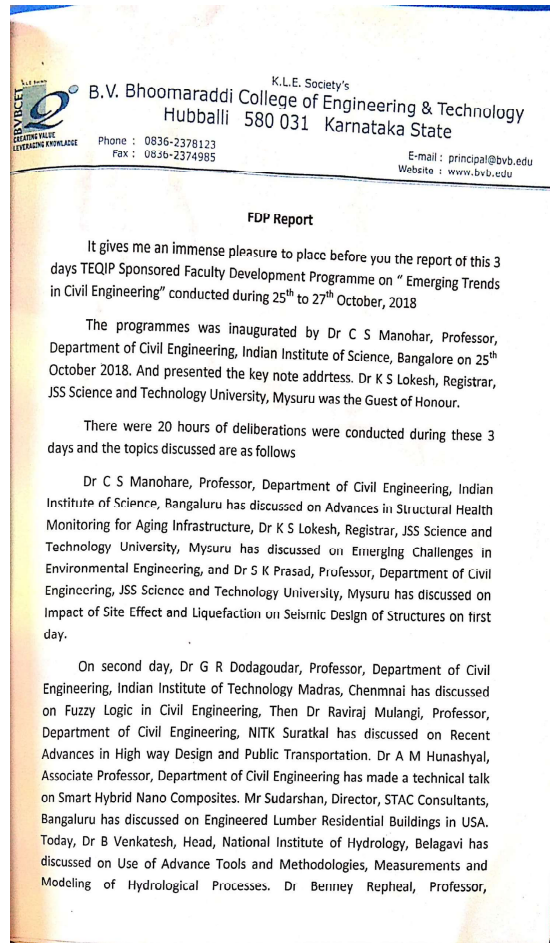 K.L.E. Society's
B.V. Bhoomaraddi College of Engineering & Technology
Hubballi 580 031 Karnataka State
BVBCET
CREATING VALUE
LEVERAGING KNOWLEDGE
Phone : 0836-2378123
Fax : 0836-2374985
E-mail : principal@bvb.edu
Website : www.bvb.edu
FDP Report
It gives me an immense pleasure to place before you the report of this 3
days TEQIP Sponsored Faculty Development Programme on " Emerging Trends
in Civil Engineering" conducted during 25th to 27th October, 2018
The programmes was inaugurated by Dr C S Manohar, Professor,
Department of Civil Engineering, Indian Institute of Science, Bangalore on 25th
October 2018. And presented the key note addrtess. Dr K S Lokesh, Registrar,
JSS Science and Technology University, Mysuru was the Guest of Honour.
There were 20 hours of deliberations were conducted during these 3
days and the topics discussed are as follows
Dr C S Manohare, Professor, Department of Civil Engineering, Indian
Institute of Science, Bangaluru has discussed on Advances in Structural Health
Monitoring for Aging Infrastructure, Dr K S Lokesh, Registrar, JSS Science and
Technology University, Mysuru has discussed on Emerging Challenges in
Environmental Engineering, and Dr S K Prasad, Professor, Department of Civil
Engineering, JSS Science and Technology University, Mysuru has discussed on
Impact of Site Effect and Liquefaction on Seismic Design of Structures on first
day.
On second day, Dr G R Dodagoudar, Professor, Department of Civil
Engineering, Indian Institute of Technology Madras, Chenmnai has discussed
on Fuzzy Logic in Civil Engineering, Then Dr Raviraj Mulangi, Professor,
Department of Civil Engineering, NITK Suratkal has discussed on Recent
Advances in High way Design and Public Transportation. Dr A M Hunashyal,
Associate Professor, Department of Civil Engineering has made a technical talk
on Smart Hybrid Nano Composites. Mr Sudarshan, Director, STAC Consultants,
Bangaluru has discussed on Engineered Lumber Residential Buildings in USA.
Today, Dr B Venkatesh, Head, National Institute of Hydrology, Belagavi has
discussed on Use of Advance Tools and Methodologies, Measurements and
Modeling of Hydrological Processes. Dr Benney Repheal, Professor,